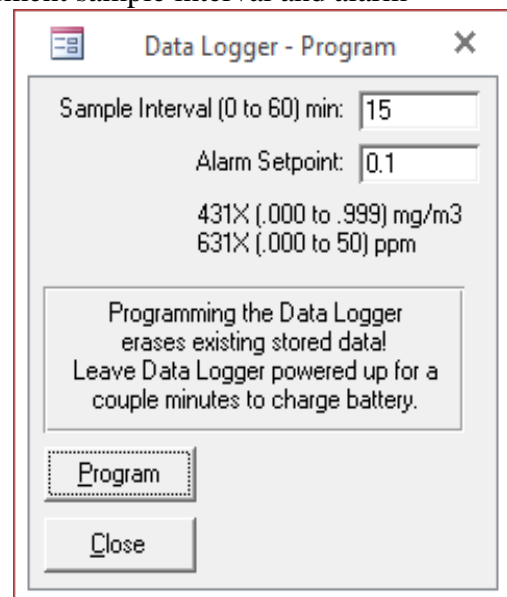 sample interval and alarm
Data Logger - Program
Sample Interval (0 to 60) min: 15
Alarm Setpoint: 0.1
431X (.000 to .999) mg/m3
631X (.000 to 50) ppm
Programming the Data Logger
erases existing stored data!
Leave Data Logger powered up for a
couple minutes to charge battery.
Program
Close